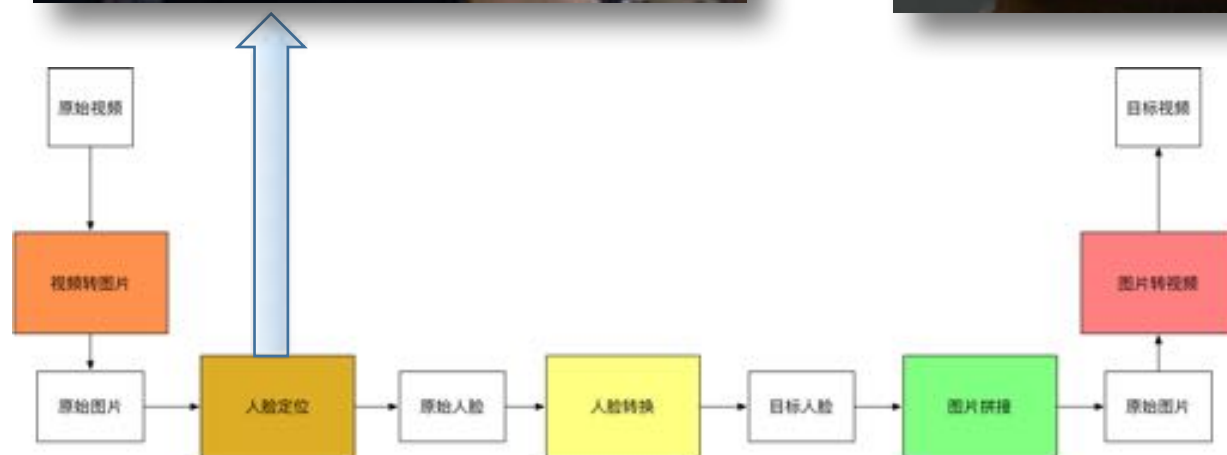 原始视频
目标视频
视频转图片
图片转视频
原始图片
人脸定位
原始人脸
人脸转换
目标人脸
图片拼接
原始图片